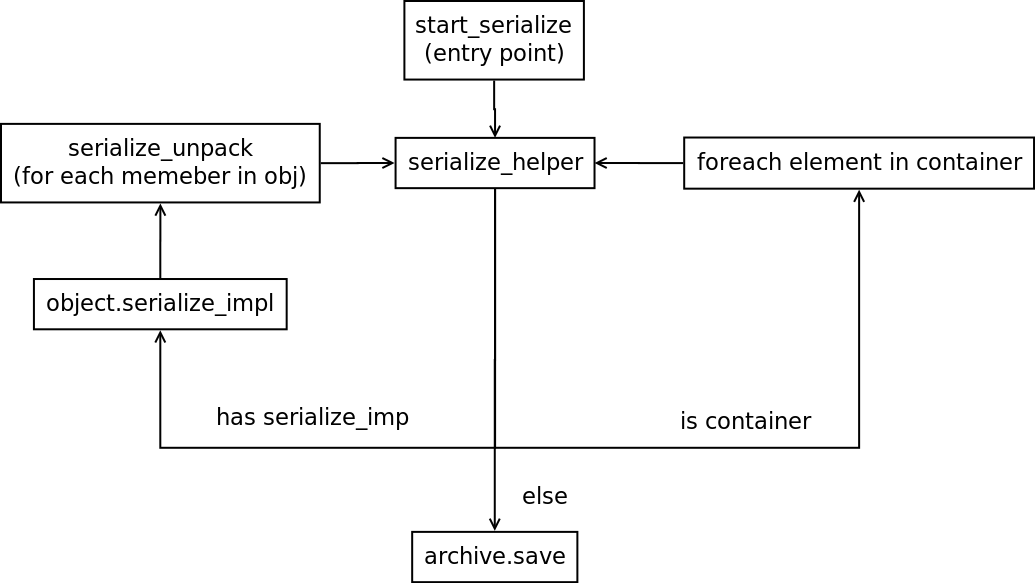 start_serialize
(entry point)
serialize_unpack
(for each memeber in obj)
serialize_helper
foreach element in container
object.serialize_impl
has serialize_imp
is container
else
archive.save